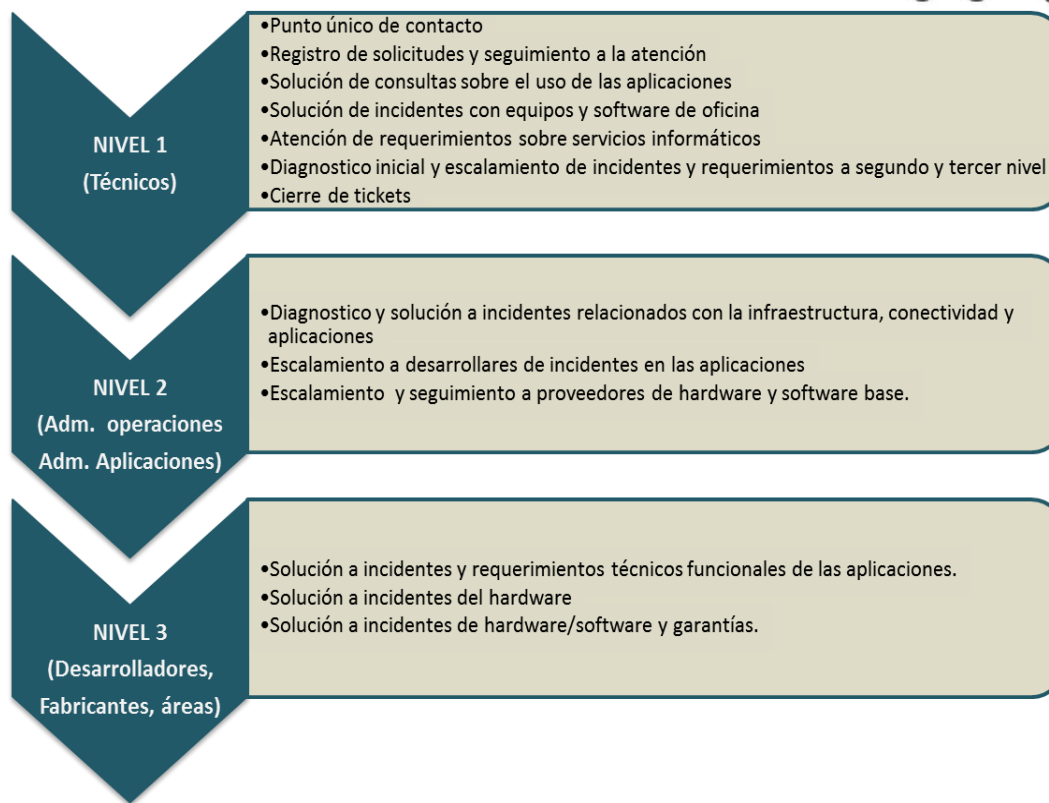 NIVEL 1
(Técnicos)
•Punto único de contacto
•Registro de solicitudes y seguimiento a la atención
•Solución de consultas sobre el uso de las aplicaciones
•Solución de incidentes con equipos y software de oficina
•Atención de requerimientos sobre servicios informáticos
•Diagnostico inicial y escalamiento de incidentes y requerimientos a segundo y tercer nivel
•Cierre de tickets
NIVEL 2
(Adm. operaciones
Adm. Aplicaciones)
•Diagnostico y solución a incidentes relacionados con la infraestructura, conectividad y
aplicaciones
•Escalamiento a desarrollares de incidentes en las aplicaciones
•Escalamiento y seguimiento a proveedores de hardware y software base.
NIVEL 3
(Desarrolladores,
Fabricantes, áreas)
•Solución a incidentes y requerimientos técnicos funcionales de las aplicaciones.
•Solución a incidentes del hardware
•Solución a incidentes de hardware/software y garantías.